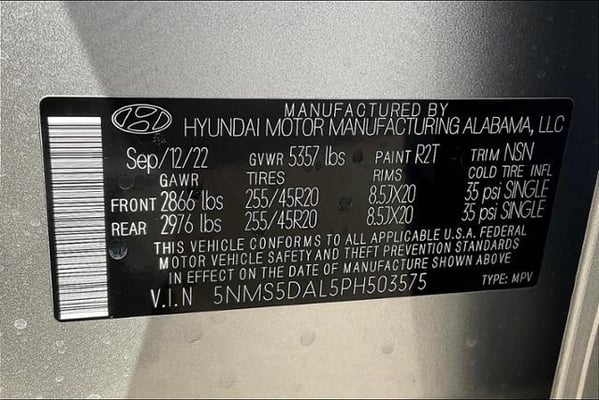 MANUFACTURED BY
HYUNDAI MOTOR MANUFACTURING ALABAMA, LLC
Sep/12/22 GVWR 5357 lbs PAINT R2T TRIM NSN
GAWR TIRES RIMS COLD TIRE INFL
FRONT 2866 lbs 255/45R20 8.5JX20 35 psi SINGLE
REAR 2976 lbs 255/45R20 8.5JX20 35 psi SINGLE
THIS VEHICLE CONFORMS TO ALL APPLICABLE U.S.A. FEDERAL
MOTOR VEHICLE SAFETY AND THEFT PREVENTION STANDARDS
IN EFFECT ON THE DATE OF MANUFACTURE SHOWN ABOVE
V.I.N 5NMS5DAL5PH503575 TYPE: MPV